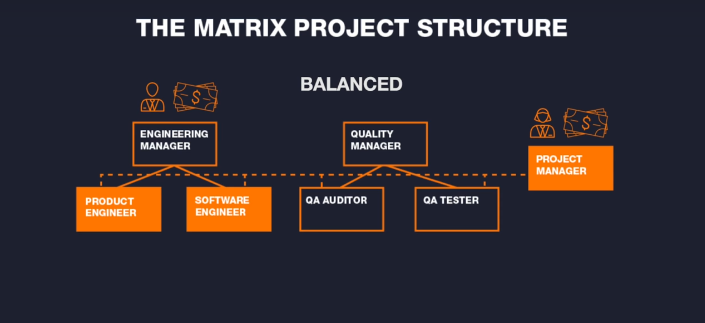 THE MATRIX PROJECT STRUCTURE
BALANCED
$
$
ENGINEERING
MANAGER
QUALITY
MANAGER
PROJECT
MANAGER
PRODUCT
ENGINEER
SOFTWARE
ENGINEER
QA AUDITOR
QA TESTER